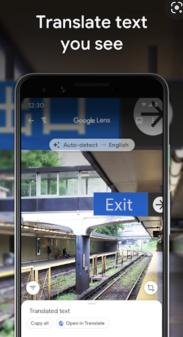 Translate text
you see
12:30
Google Lens
Auto-detect → English
Exit
Translated text
Copy all
Open in Translate